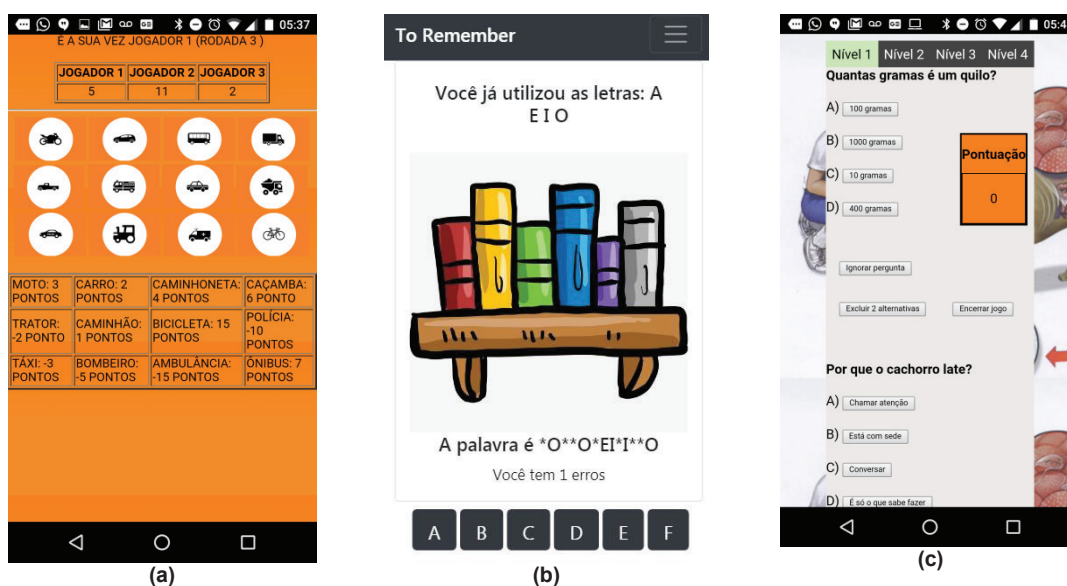 05:37
É A SUA VEZ JOGADOR 1 (RODADA 3 )
JOGADOR 1 JOGADOR 2 JOGADOR 3
5 11 2
MOTO: 3 PONTOS
CARRO: 2 PONTOS
CAMINHONETA: 4 PONTOS
CAÇAMBA: 6 PONTO
TRATOR: -2 PONTO
CAMINHÃO: 1 PONTOS
BICICLETA: 15 PONTOS
POLÍCIA: -10 PONTOS
TÁXI: -3 PONTOS
BOMBEIRO: -5 PONTOS
AMBULÂNCIA: -15 PONTOS
ÔNIBUS: 7 PONTOS
(a)
To Remember
Você já utilizou as letras: A
E I O
A palavra é *O**O*EI*I**O
Você tem 1 erros
A B C D E F
(b)
05:4
Nível 1 Nível 2 Nível 3 Nível 4
Quantas gramas é um quilo?
A) 100 gramas
B) 1000 gramas
C) 10 gramas
D) 400 gramas
Pontuação
0
Ignorar pergunta
Excluir 2 alternativas Encerrar jogo
Por que o cachorro late?
A) Chamar atenção
B) Está com sede
C) Conversar
D) É só o que sabe fazer
(c)